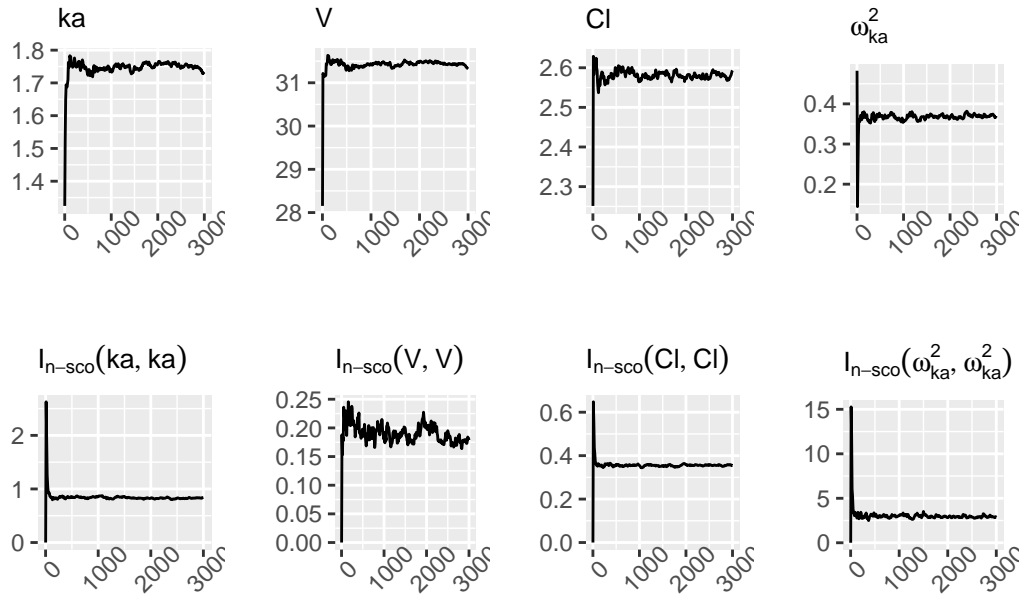 ka
1.8
1.7
1.6
1.5
1.4
0 1000 2000 3000
V
31
30
29
28
0 1000 2000 3000
Cl
2.6
2.5
2.4
2.3
0 1000 2000 3000
ω²ka
0.4
0.3
0.2
0 1000 2000 3000
In−sco(ka, ka)
2
1
0
0 1000 2000 3000
In−sco(V, V)
0.25
0.20
0.15
0.10
0.05
0.00
0 1000 2000 3000
In−sco(Cl, Cl)
0.6
0.4
0.2
0.0
0 1000 2000 3000
In−sco(ω²ka, ω²ka)
15
10
5
0
0 1000 2000 3000